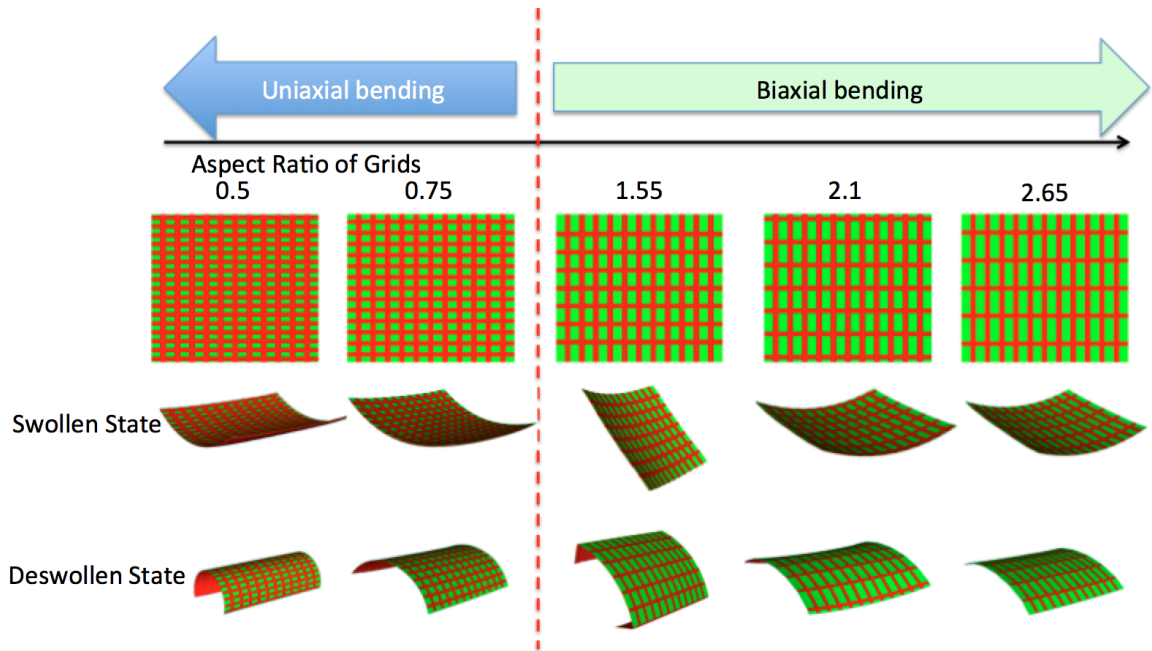 Uniaxial bending
Biaxial bending
Aspect Ratio of Grids
0.5
0.75
1.55
2.1
2.65
Swollen State
Deswollen State